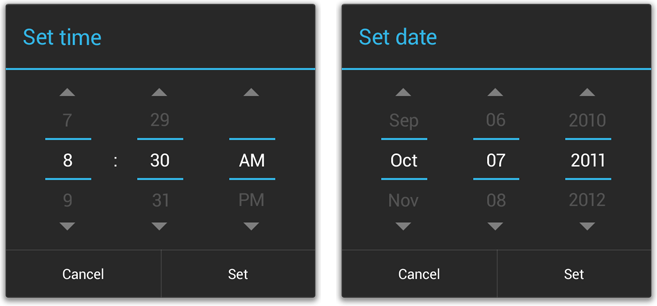 Set time
7 29
8 : 30 AM
9 31 PM
Cancel Set
Set date
Sep 06 2010
Oct 07 2011
Nov 08 2012
Cancel Set